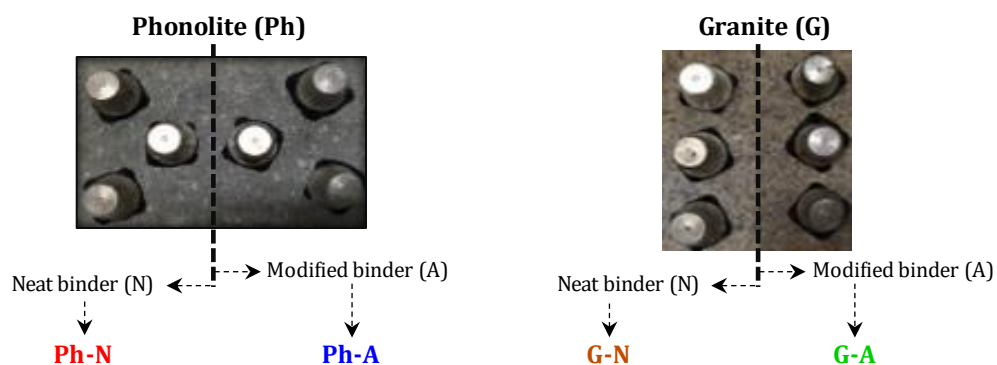 Phonolite (Ph)
Neat binder (N)
Modified binder (A)
Ph-N
Ph-A
Granite (G)
Neat binder (N)
Modified binder (A)
G-N
G-A